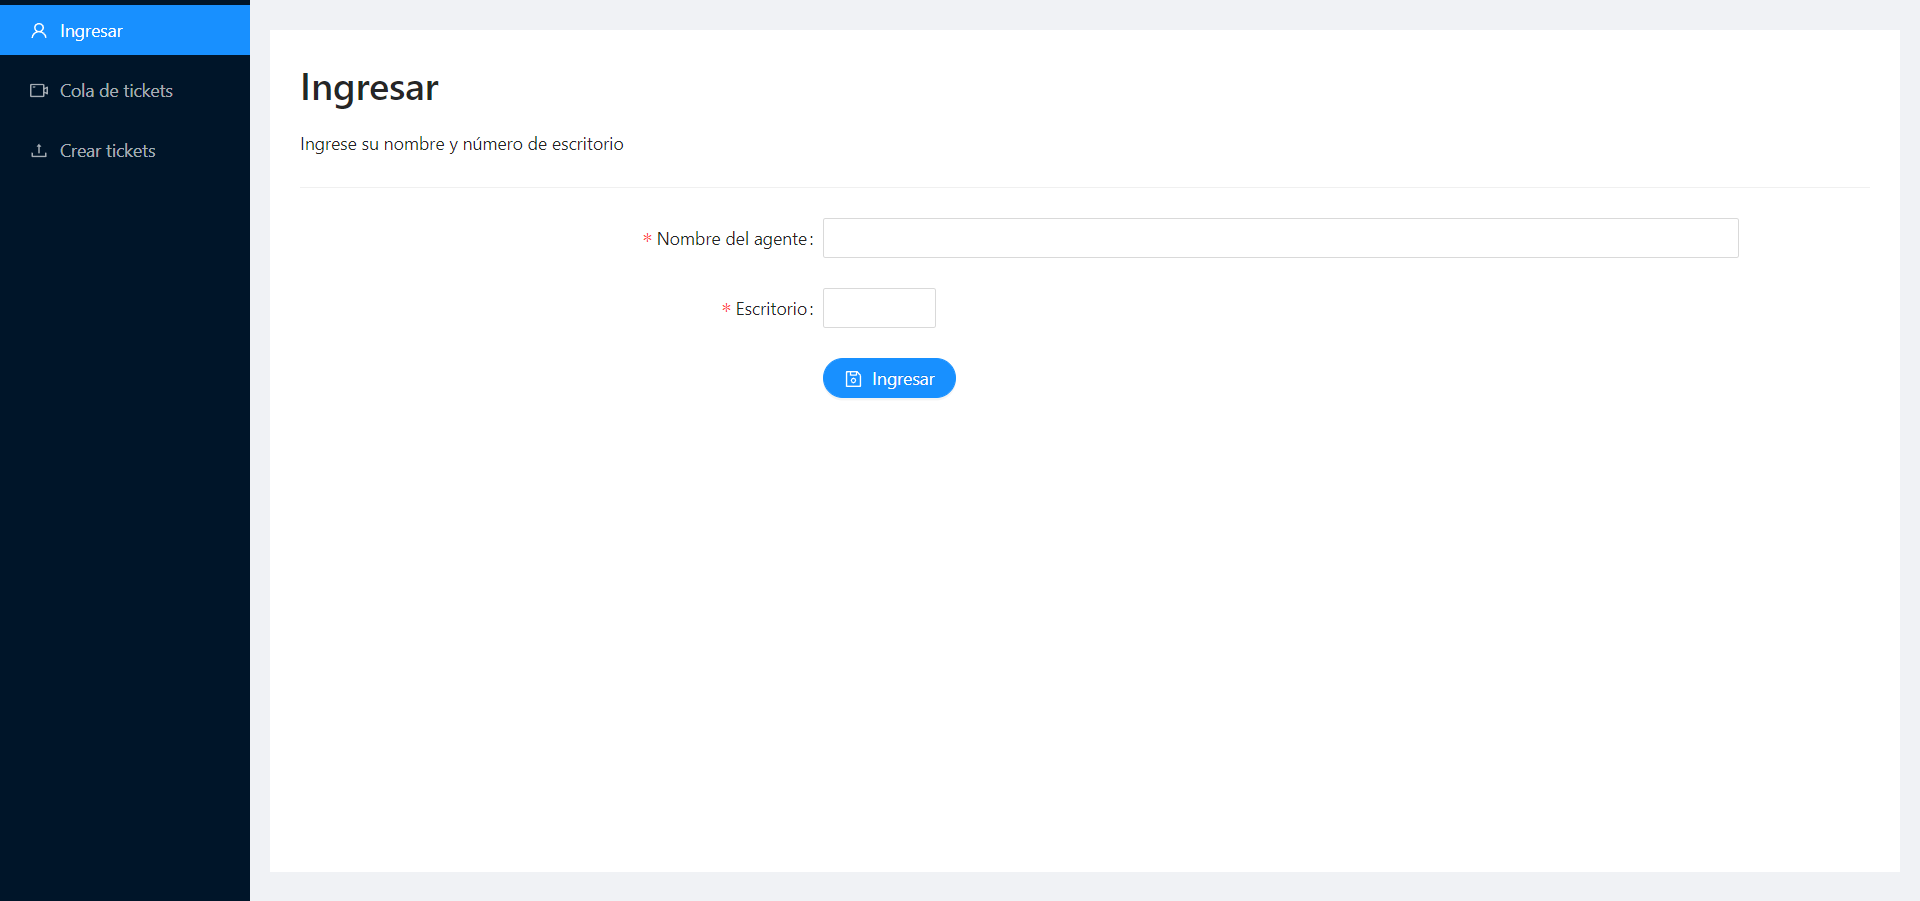 Ingresar
Cola de tickets
Crear tickets
Ingresar
Ingrese su nombre y número de escritorio
* Nombre del agente:
* Escritorio:
Ingresar